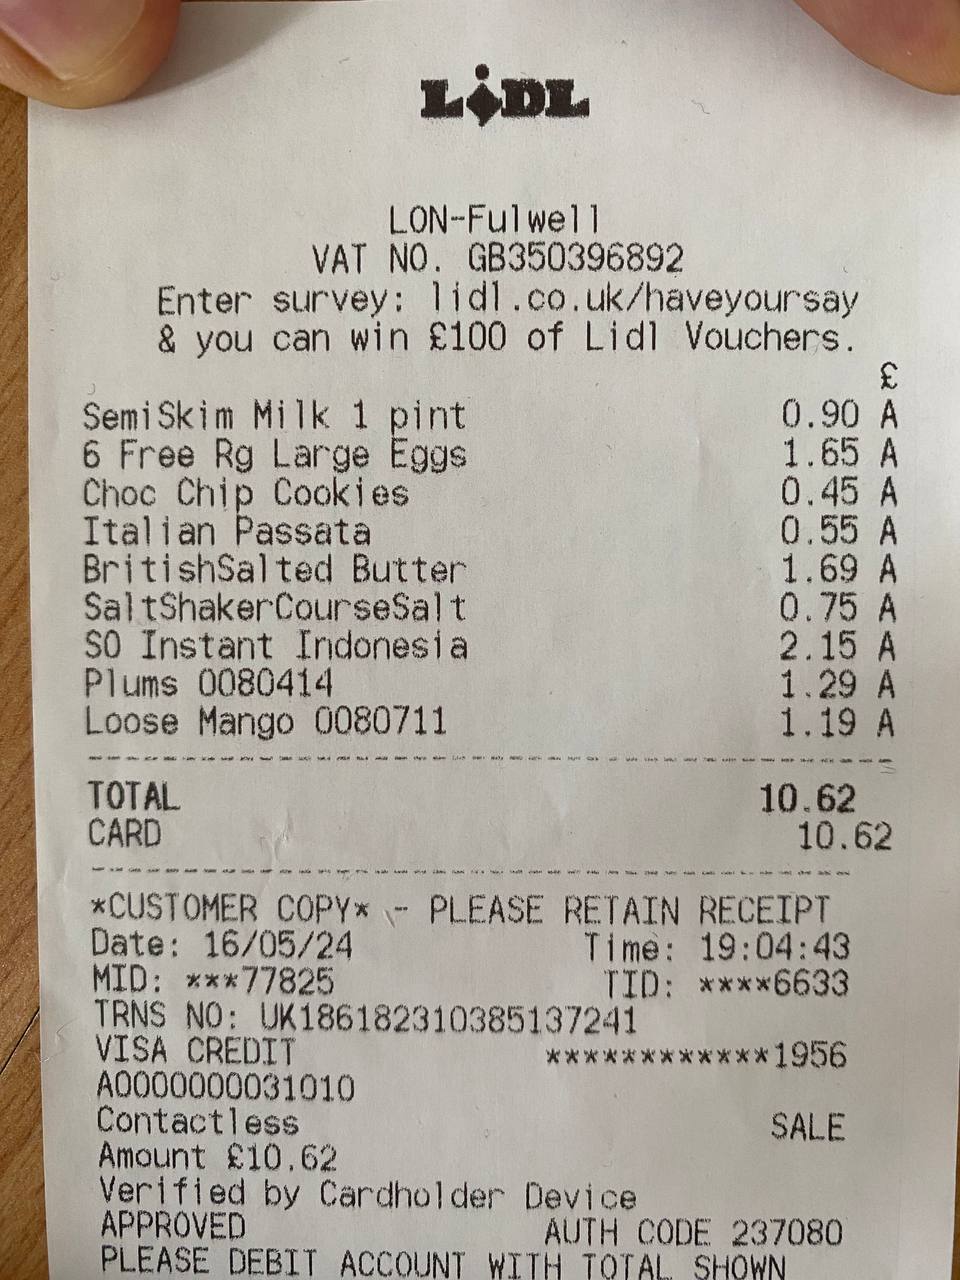 LiDL
LON-Fulwell
VAT NO. GB350396892
Enter survey: lidl.co.uk/haveyoursay
& you can win £100 of Lidl Vouchers.
£
SemiSkim Milk 1 pint 0.90 A
6 Free Rg Large Eggs 1.65 A
Choc Chip Cookies 0.45 A
Italian Passata 0.55 A
BritishSalted Butter 1.69 A
SaltShakerCourseSalt 0.75 A
SO Instant Indonesia 2.15 A
Plums 0080414 1.29 A
Loose Mango 0080711 1.19 A
TOTAL 10.62
CARD 10.62
*CUSTOMER COPY* - PLEASE RETAIN RECEIPT
Date: 16/05/24 Time: 19:04:43
MID: ***77825 TID: ****6633
TRNS NO: UK186182310385137241
VISA CREDIT ************1956
A0000000031010
Contactless SALE
Amount £10.62
Verified by Cardholder Device
APPROVED AUTH CODE 237080
PLEASE DEBIT ACCOUNT WITH TOTAL SHOWN